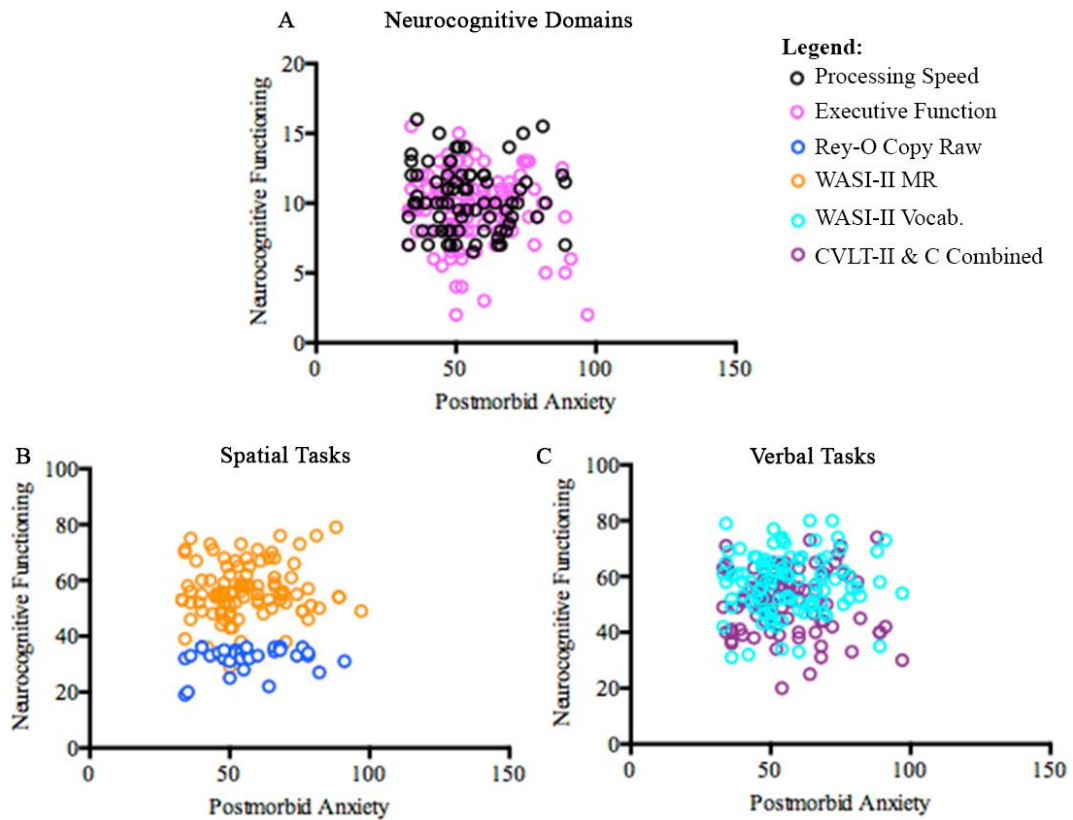 A Neurocognitive Domains
Neurocognitive Functioning
20
15
10
5
0
0 50 100 150
Postmorbid Anxiety
Legend:
Processing Speed
Executive Function
Rey-O Copy Raw
WASI-II MR
WASI-II Vocab.
CVLT-II & C Combined
B Spatial Tasks
Neurocognitive Functioning
100
80
60
40
20
0
0 50 100 150
Postmorbid Anxiety
C Verbal Tasks
Neurocognitive Functioning
100
80
60
40
20
0
0 50 100 150
Postmorbid Anxiety